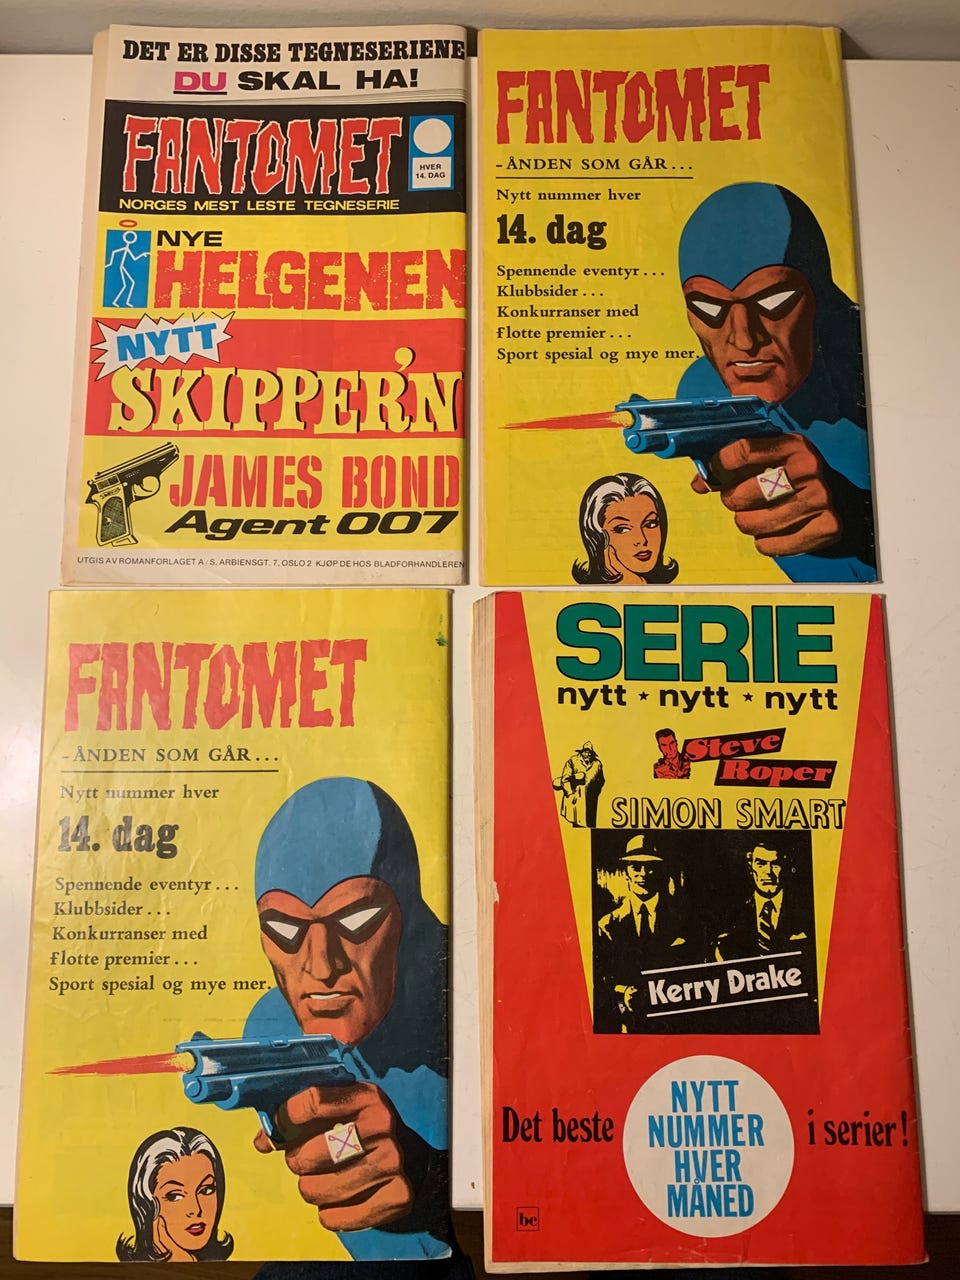 DET ER DISSE TEGNESERIENE
DU SKAL HA!
FANTOMET
HVER
14. DAG
NORGES MEST LESTE TEGNESERIE
NYE
HELGENEN
NYTT
SKIPPER'N
JAMES BOND
Agent 007
UTGIS AV ROMANFORLAGET A/S, ARBIENSGT. 7, OSLO 2 KJØP DE HOS BLADFORHANDLEREN
FANTOMET
- ÅNDEN SOM GÅR...
Nytt nummer hver
14. dag
Spennende eventyr...
Klubbsider...
Konkurranser med
flotte premier...
Sport spesial og mye mer.
FANTOMET
- ÅNDEN SOM GÅR...
Nytt nummer hver
14. dag
Spennende eventyr...
Klubbsider...
Konkurranser med
flotte premier...
Sport spesial og mye mer.
SERIE
nytt ★ nytt ★ nytt
Steve
Roper
SIMON SMART
Kerry Drake
Det beste
NYTT
NUMMER
HVER
MÅNED
i serier!
be